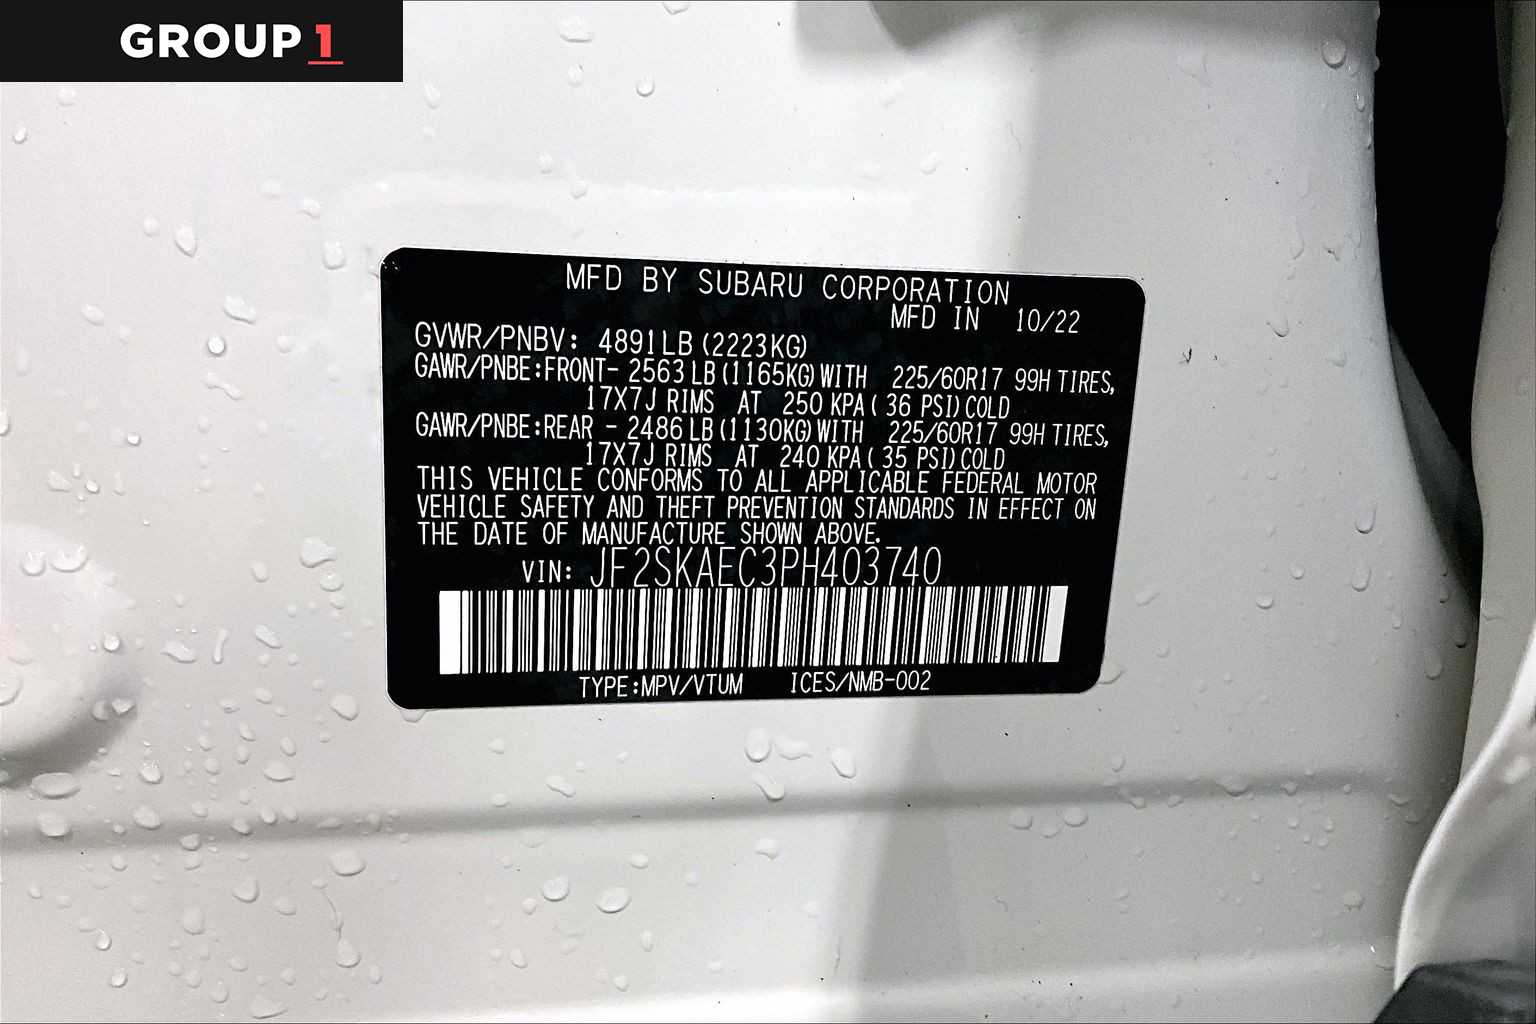 GROUP 1
MFD BY SUBARU CORPORATION
MFD IN 10/22
GVWR/PNBV: 4891LB (2223KG)
GAWR/PNBE:FRONT- 2563 LB (1165KG) WITH 225/60R17 99H TIRES,
17X7J RIMS AT 250 KPA ( 36 PSI) COLD
GAWR/PNBE:REAR - 2486 LB (1130KG) WITH 225/60R17 99H TIRES,
17X7J RIMS AT 240 KPA ( 35 PSI) COLD
THIS VEHICLE CONFORMS TO ALL APPLICABLE FEDERAL MOTOR
VEHICLE SAFETY AND THEFT PREVENTION STANDARDS IN EFFECT ON
THE DATE OF MANUFACTURE SHOWN ABOVE.
VIN: JF2SKAEC3PH403740
TYPE:MPV/VTUM ICES/NMB-002